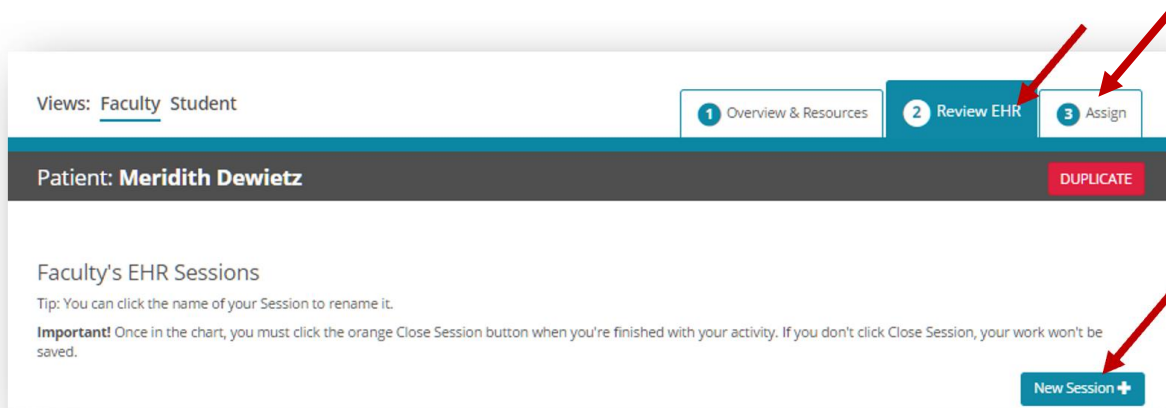 Views: Faculty Student
1 Overview & Resources
2 Review EHR
3 Assign
Patient: Meridith Dewietz
DUPLICATE
Faculty's EHR Sessions
Tip: You can click the name of your Session to rename it.
Important! Once in the chart, you must click the orange Close Session button when you're finished with your activity. If you don't click Close Session, your work won't be
saved.
New Session +